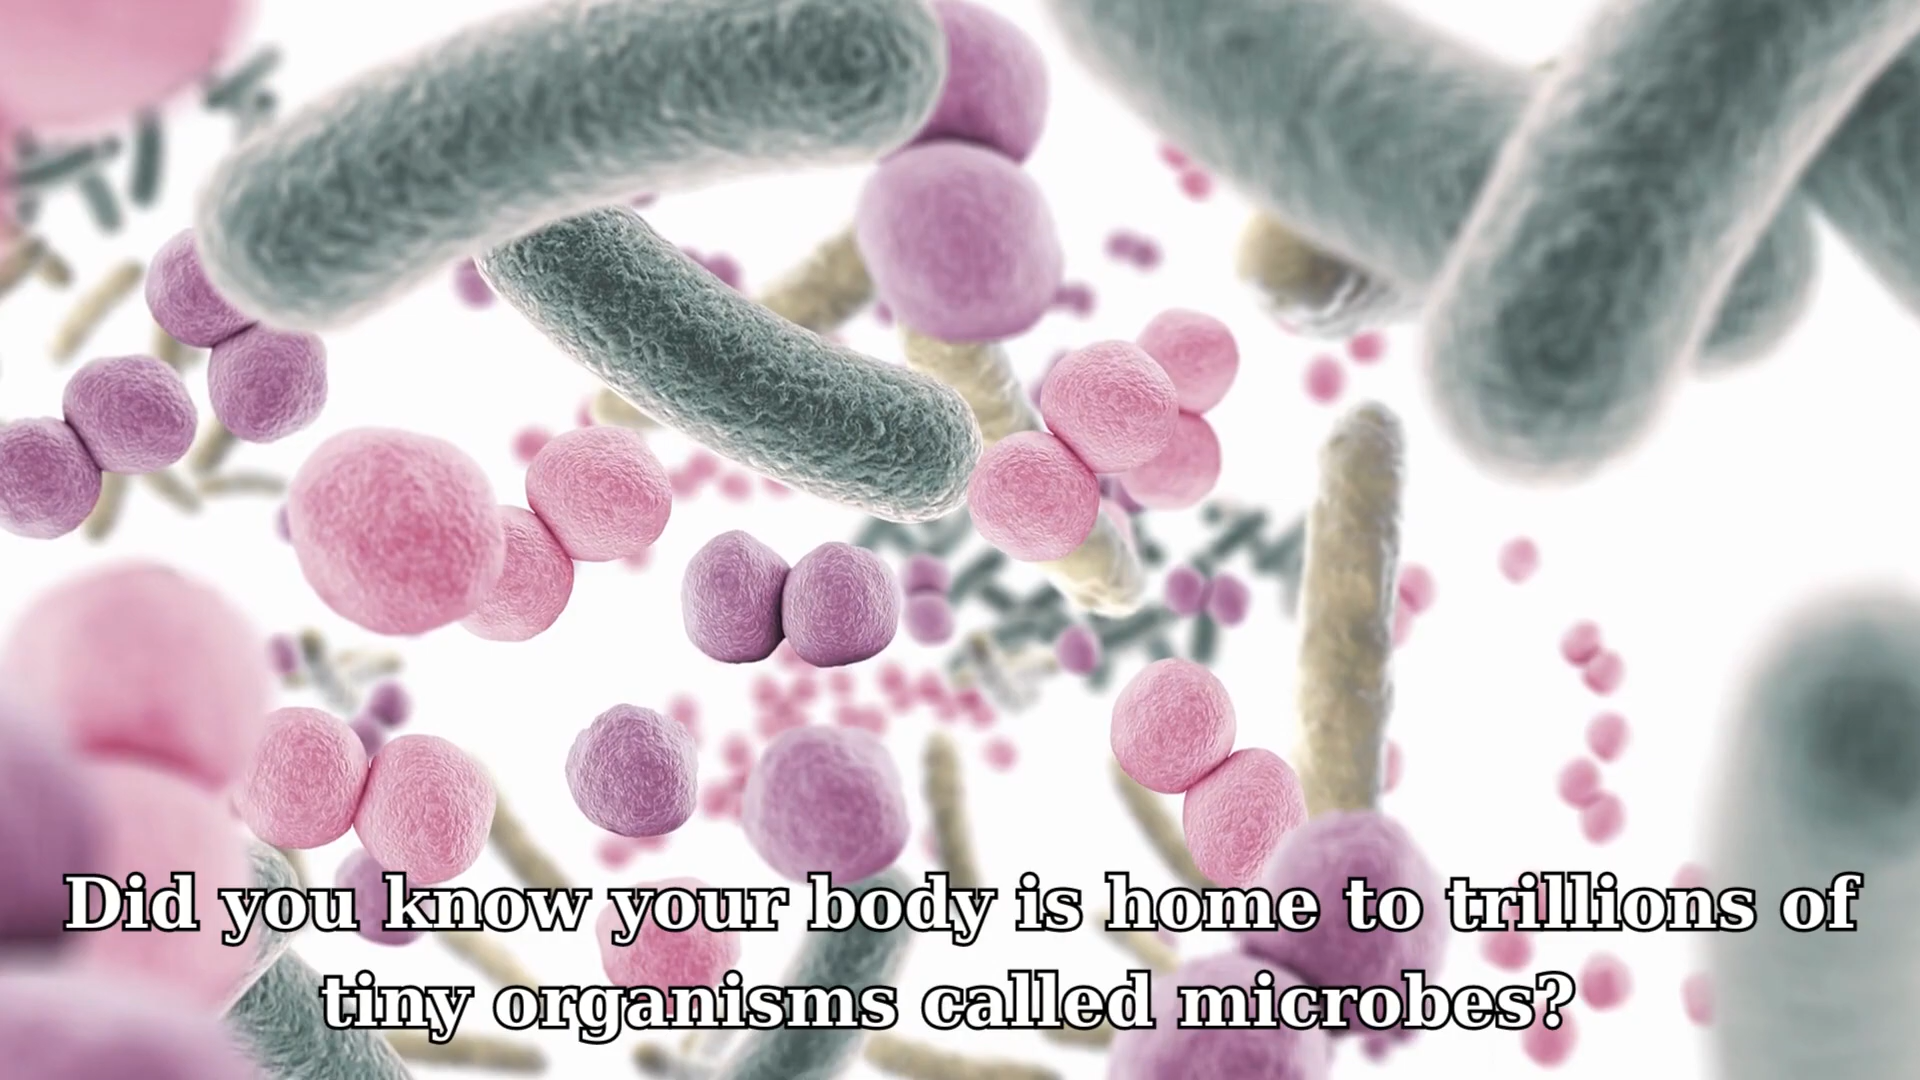 Did you know your body is home to trillions of
tiny organisms called microbes?